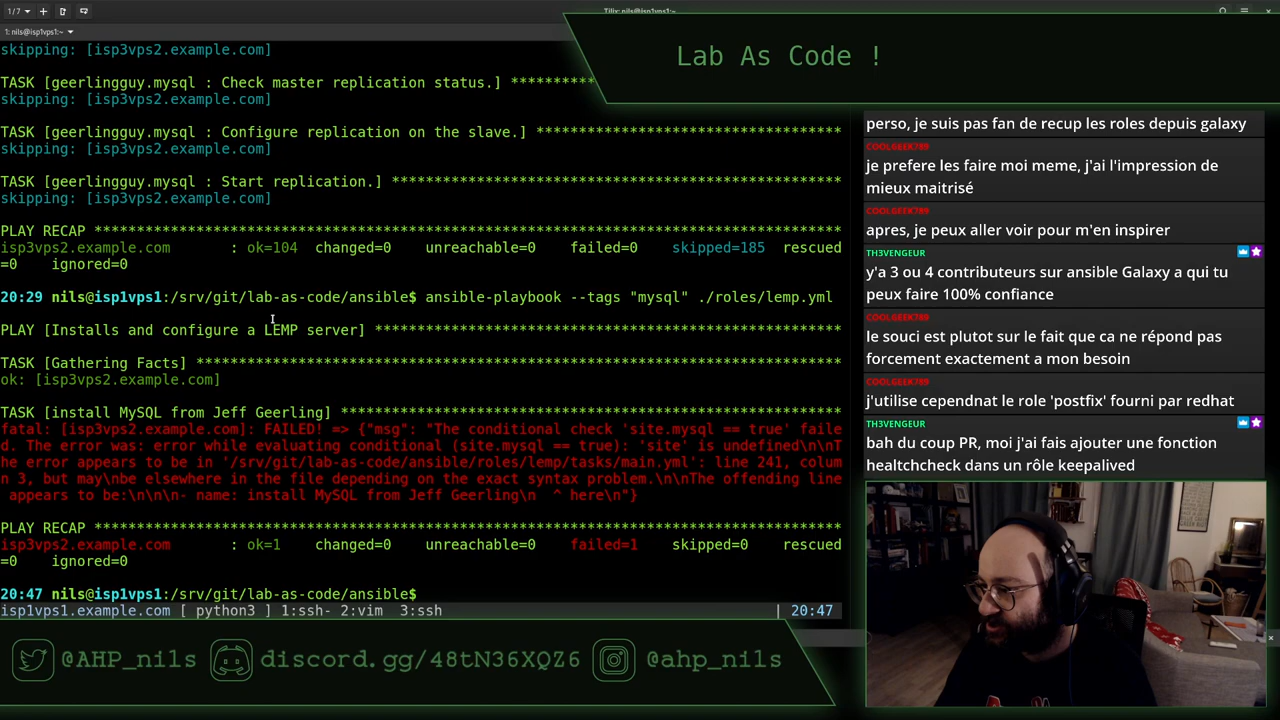 1/7
Tilix: nils@isp1vps1:~
1: nils@isp1vps1:~
Lab As Code !
skipping: [isp3vps2.example.com]
TASK [geerlingguy.mysql : Check master replication status.] **********
skipping: [isp3vps2.example.com]
TASK [geerlingguy.mysql : Configure replication on the slave.] ************************************
skipping: [isp3vps2.example.com]
TASK [geerlingguy.mysql : Start replication.] *****************************************************
skipping: [isp3vps2.example.com]
PLAY RECAP ****************************************************************************************
isp3vps2.example.com       : ok=104  changed=0    unreachable=0    failed=0    skipped=185  rescued
=0    ignored=0
20:29 nils@isp1vps1:/srv/git/lab-as-code/ansible$ ansible-playbook --tags "mysql" ./roles/lemp.yml
PLAY [Installs and configure a LEMP server] *******************************************************
TASK [Gathering Facts] ****************************************************************************
ok: [isp3vps2.example.com]
TASK [install MySQL from Jeff Geerling] ***********************************************************
fatal: [isp3vps2.example.com]: FAILED! => {"msg": "The conditional check 'site.mysql == true' faile
d. The error was: error while evaluating conditional (site.mysql == true): 'site' is undefined\n\nT
he error appears to be in '/srv/git/lab-as-code/ansible/roles/lemp/tasks/main.yml': line 241, colum
n 3, but may\nbe elsewhere in the file depending on the exact syntax problem.\n\nThe offending line
 appears to be:\n\n\n- name: install MySQL from Jeff Geerling\n  ^ here\n"}
PLAY RECAP ****************************************************************************************
isp3vps2.example.com       : ok=1    changed=0    unreachable=0    failed=1    skipped=0    rescued
=0    ignored=0
20:47 nils@isp1vps1:/srv/git/lab-as-code/ansible$
isp1vps1.example.com [ python3 ] 1:ssh- 2:vim  3:ssh | 20:47
perso, je suis pas fan de recup les roles depuis galaxy
COOLGEEK789
je prefere les faire moi meme, j'ai l'impression de
mieux maitrisé
COOLGEEK789
apres, je peux aller voir pour m'en inspirer
TH3VENGEUR
y'a 3 ou 4 contributeurs sur ansible Galaxy a qui tu
peux faire 100% confiance
COOLGEEK789
le souci est plutot sur le fait que ca ne répond pas
forcement exactement a mon besoin
COOLGEEK789
j'utilise cependnat le role 'postfix' fourni par redhat
TH3VENGEUR
bah du coup PR, moi j'ai fais ajouter une fonction
healtchcheck dans un rôle keepalived
@AHP_nils discord.gg/48tN36XQZ6 @ahp_nils